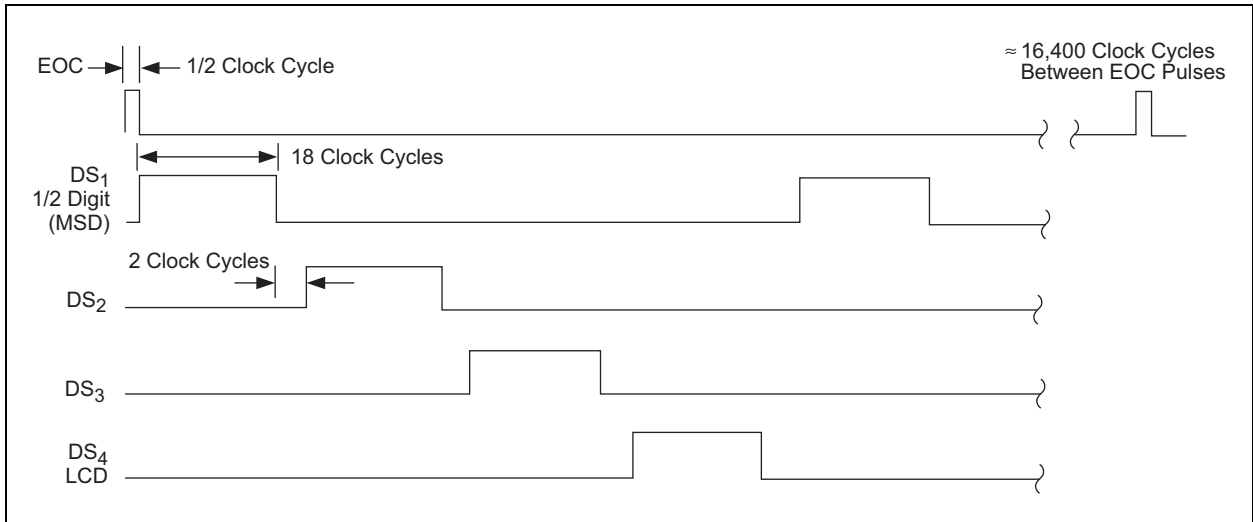 EOC
1/2 Clock Cycle
≈ 16,400 Clock Cycles
Between EOC Pulses
18 Clock Cycles
DS1
1/2 Digit
(MSD)
2 Clock Cycles
DS2
DS3
DS4
LCD